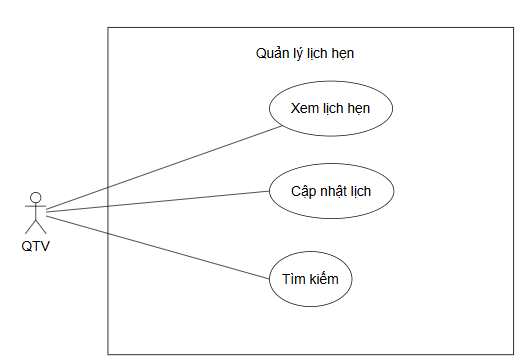 Quản lý lịch hẹn
Xem lịch hẹn
Cập nhật lịch
QTV
Tìm kiếm